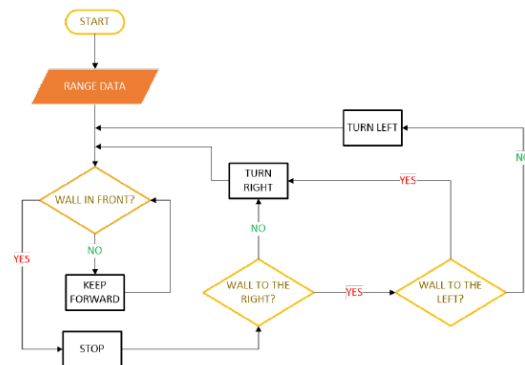 START
RANGE DATA
TURN LEFT
TURN
RIGHT
YES
NO
WALL IN FRONT?
YES
NO
NO
KEEP
FORWARD
WALL TO THE
RIGHT?
YES
WALL TO THE
LEFT?
STOP